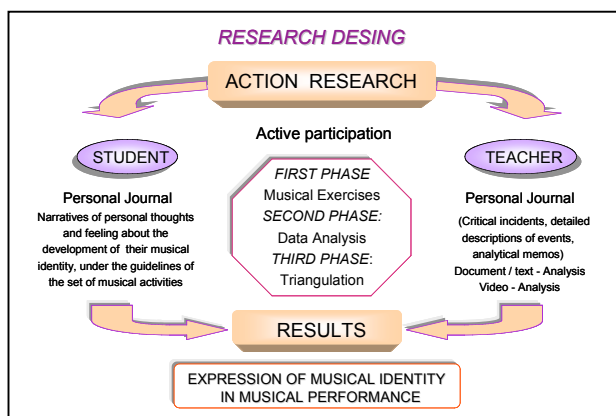 RESEARCH DESING
ACTION RESEARCH
Active participation
STUDENT
Personal Journal
Narratives of personal thoughts
and feeling about the
development of their musical
identity, under the guidelines of
the set of musical activities
FIRST PHASE
Musical Exercises
SECOND PHASE:
Data Analysis
THIRD PHASE:
Triangulation
TEACHER
Personal Journal
(Critical incidents, detailed
descriptions of events,
analytical memos)
Document / text - Analysis
Video - Analysis
RESULTS
EXPRESSION OF MUSICAL IDENTITY
IN MUSICAL PERFORMANCE